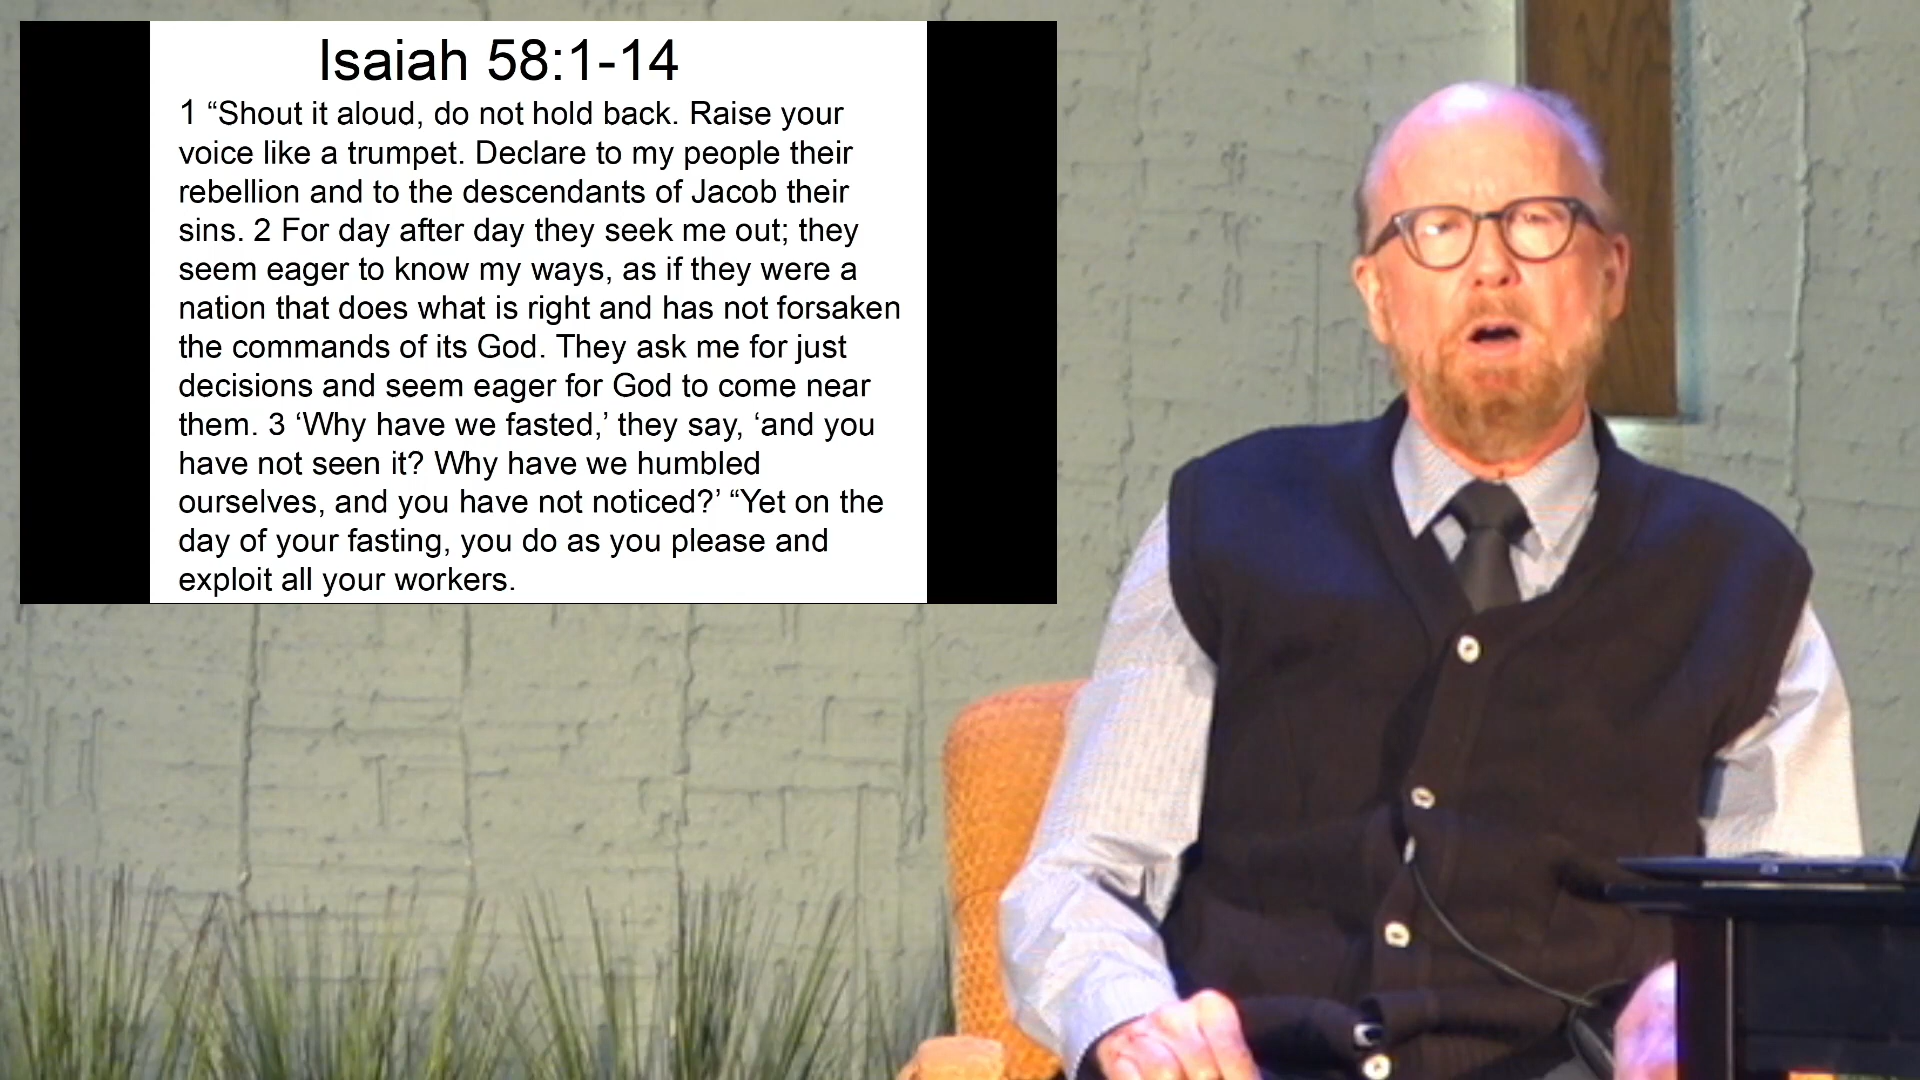 Isaiah 58:1-14
1 “Shout it aloud, do not hold back. Raise your
voice like a trumpet. Declare to my people their
rebellion and to the descendants of Jacob their
sins. 2 For day after day they seek me out; they
seem eager to know my ways, as if they were a
nation that does what is right and has not forsaken
the commands of its God. They ask me for just
decisions and seem eager for God to come near
them. 3 ‘Why have we fasted,’ they say, ‘and you
have not seen it? Why have we humbled
ourselves, and you have not noticed?’ “Yet on the
day of your fasting, you do as you please and
exploit all your workers.